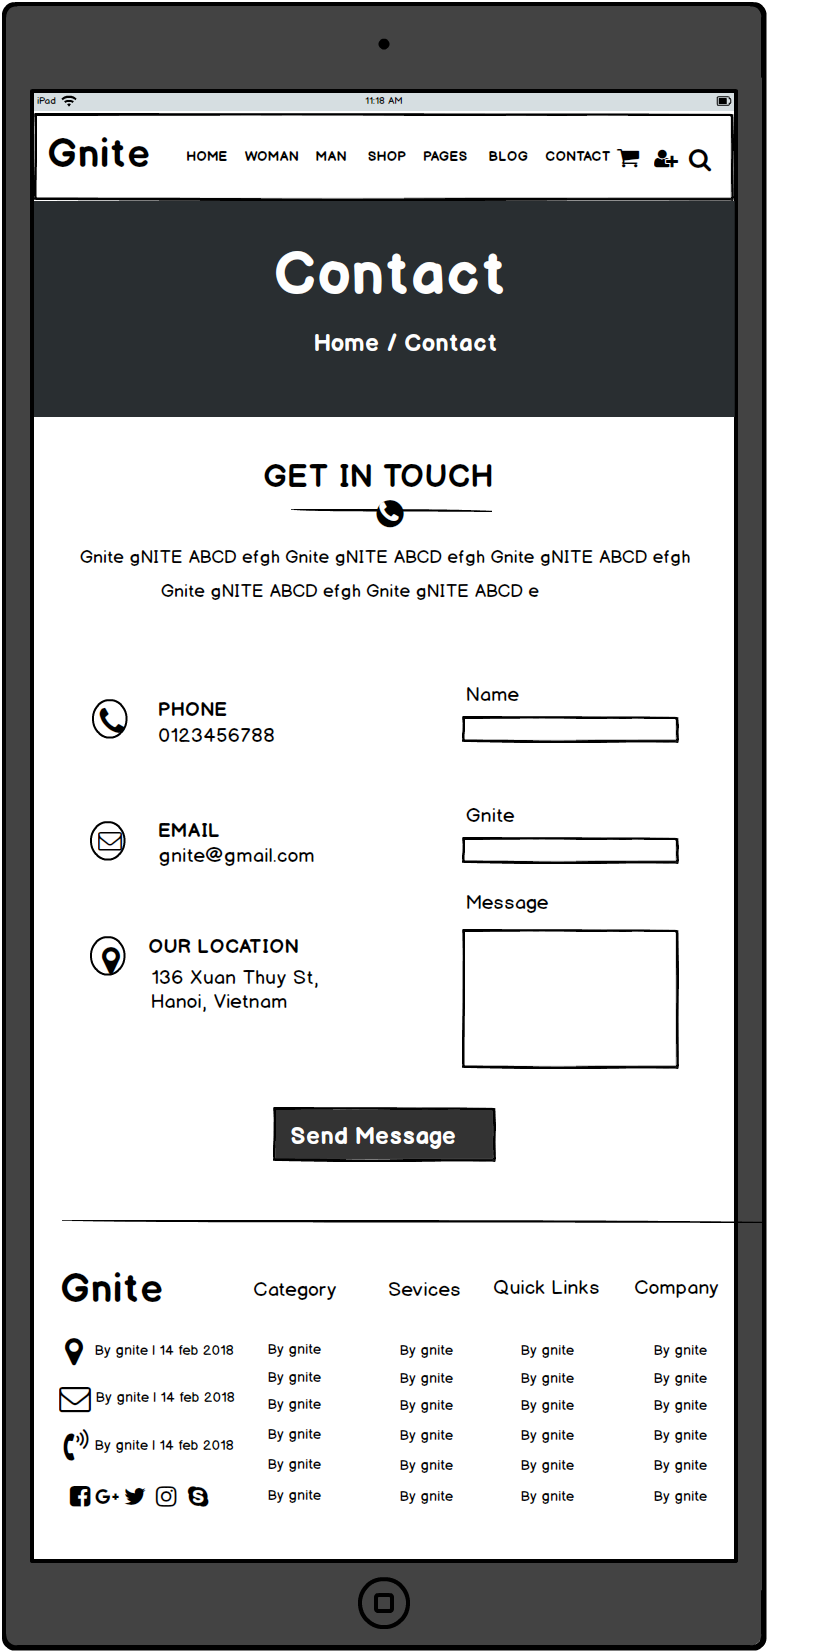 iPad 11:18 AM
Gnite HOME WOMAN MAN SHOP PAGES BLOG CONTACT
Contact
Home / Contact
GET IN TOUCH
Gnite gNITE ABCD efgh Gnite gNITE ABCD efgh Gnite gNITE ABCD efgh
Gnite gNITE ABCD efgh Gnite gNITE ABCD e
PHONE
0123456788
EMAIL
gnite@gmail.com
OUR LOCATION
136 Xuan Thuy St,
Hanoi, Vietnam
Name
Gnite
Message
Send Message
Gnite Category Sevices Quick Links Company
By gnite | 14 feb 2018 By gnite By gnite By gnite By gnite
By gnite By gnite By gnite By gnite
By gnite | 14 feb 2018 By gnite By gnite By gnite By gnite
By gnite | 14 feb 2018 By gnite By gnite By gnite By gnite
By gnite By gnite By gnite By gnite
By gnite By gnite By gnite By gnite